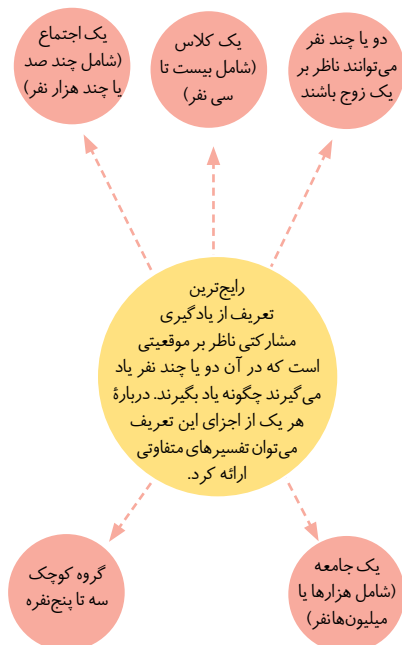 دو یا چند نفر
می‌توانند ناظر بر
یک زوج باشند
یک کلاس
(شامل بیست تا
سی نفر)
یک اجتماع
(شامل چند صد
یا چند هزار نفر)
رایج‌ترین
تعریف از یادگیری
مشارکتی ناظر بر موقعیتی
است که در آن دو یا چند نفر یاد
می‌گیرند چگونه یاد بگیرند. دربارهٔ
هر یک از اجزای این تعریف
می‌توان تفسیرهای متفاوتی
ارائه کرد.
یک جامعه
(شامل هزارها یا
میلیون‌هانفر)
گروه کوچک
سه تا پنج‌نفره